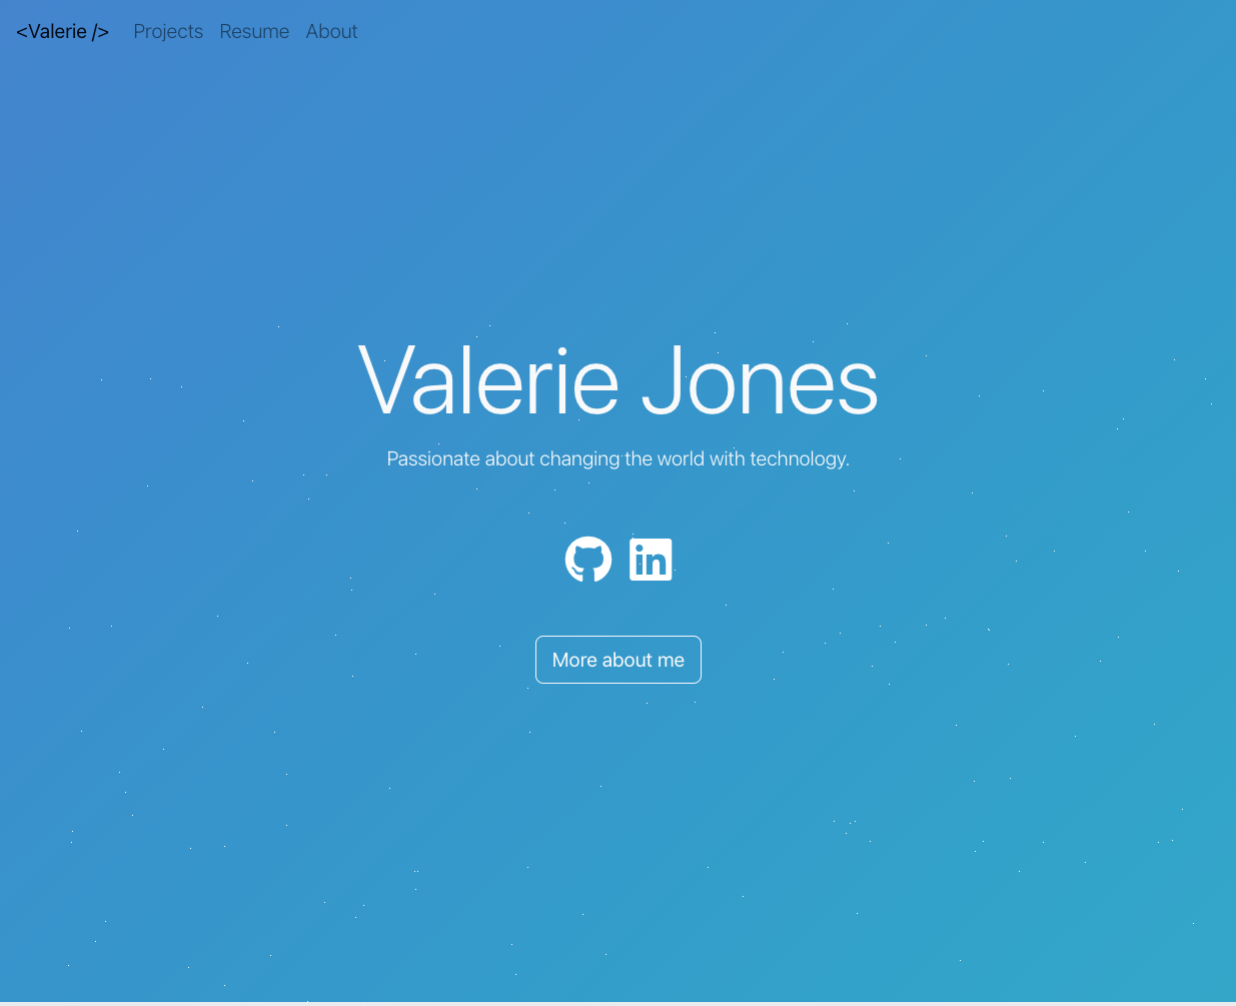 <Valerie />
Projects Resume About
Valerie Jones
Passionate about changing the world with technology.
in
More about me